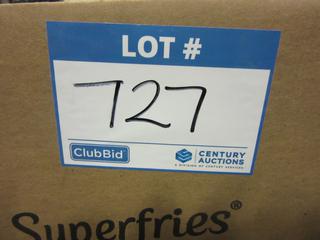 LOT #
727
ClubBid
CENTURY
AUCTIONS
A DIVISION OF CENTURY SERVICES
Superfries®